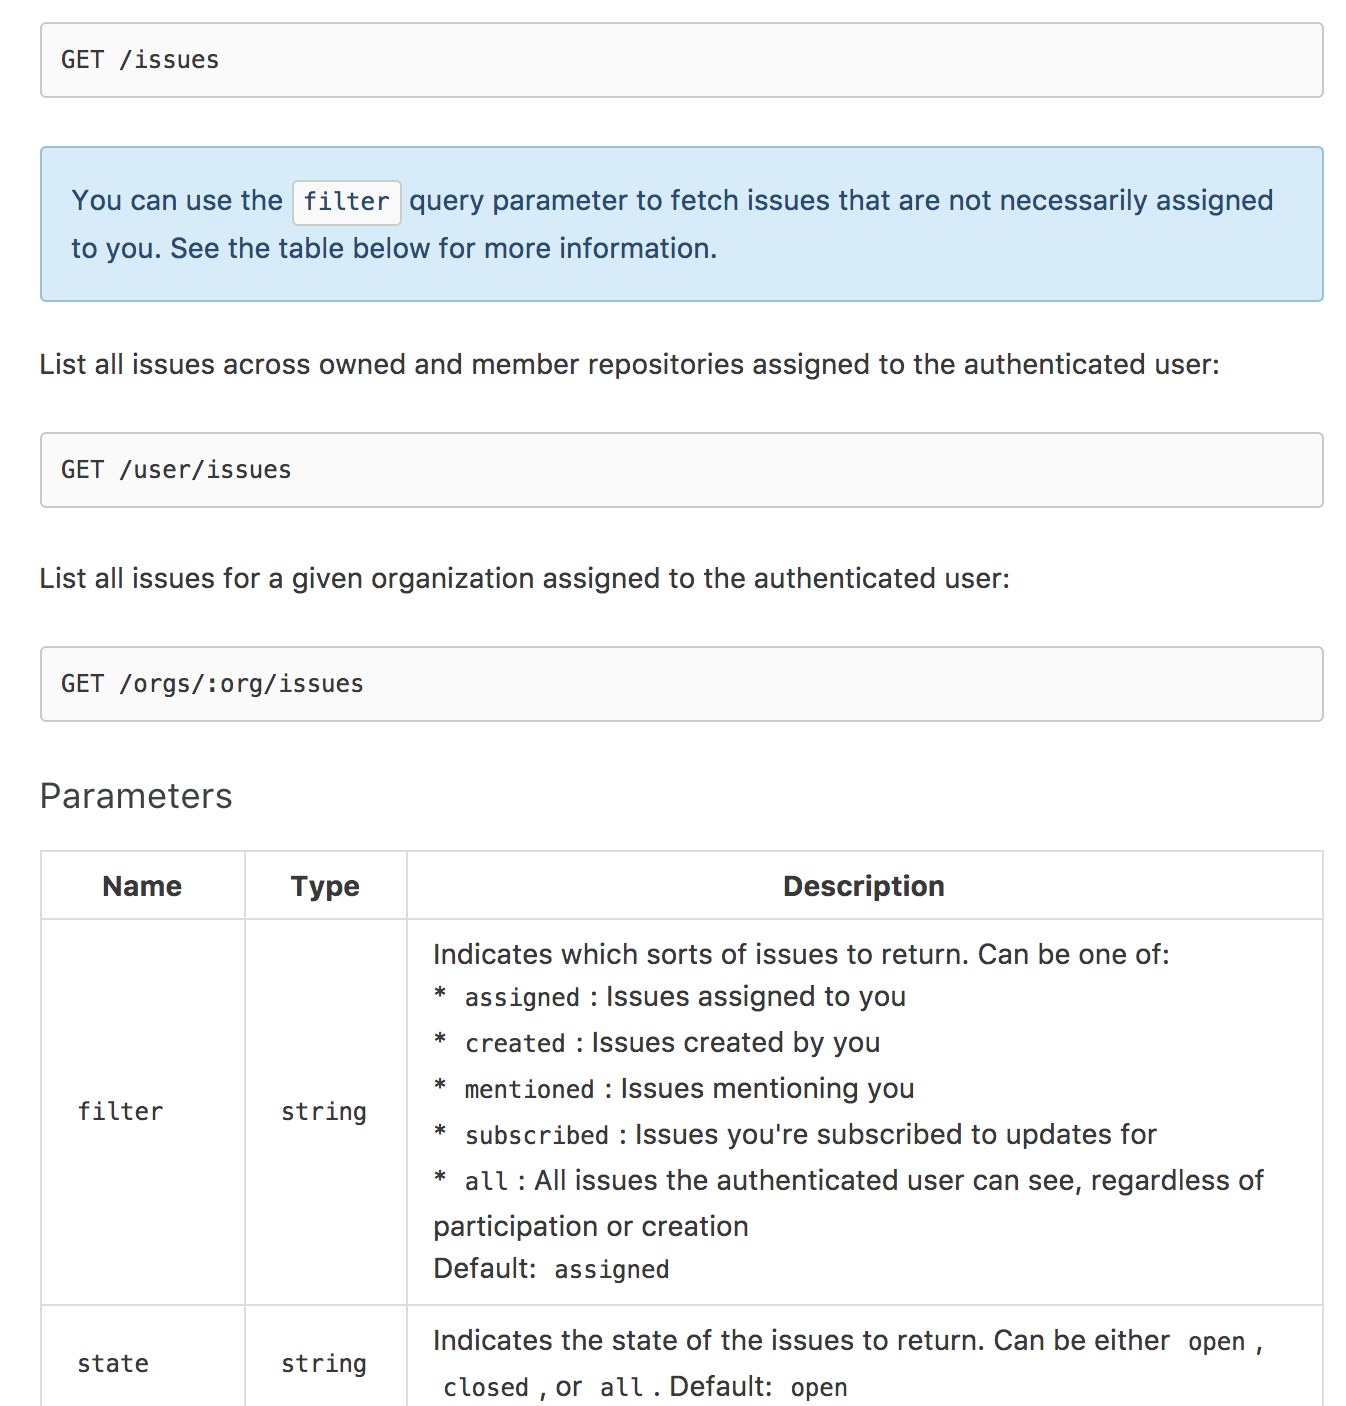 GET /issues
You can use the filter query parameter to fetch issues that are not necessarily assigned
to you. See the table below for more information.
List all issues across owned and member repositories assigned to the authenticated user:
GET /user/issues
List all issues for a given organization assigned to the authenticated user:
GET /orgs/:org/issues
Parameters
Name Type Description
Indicates which sorts of issues to return. Can be one of:
* assigned : Issues assigned to you
* created : Issues created by you
* mentioned : Issues mentioning you
filter string
* subscribed : Issues you're subscribed to updates for
* all : All issues the authenticated user can see, regardless of
participation or creation
Default: assigned
Indicates the state of the issues to return. Can be either open ,
state string
closed , or all . Default: open